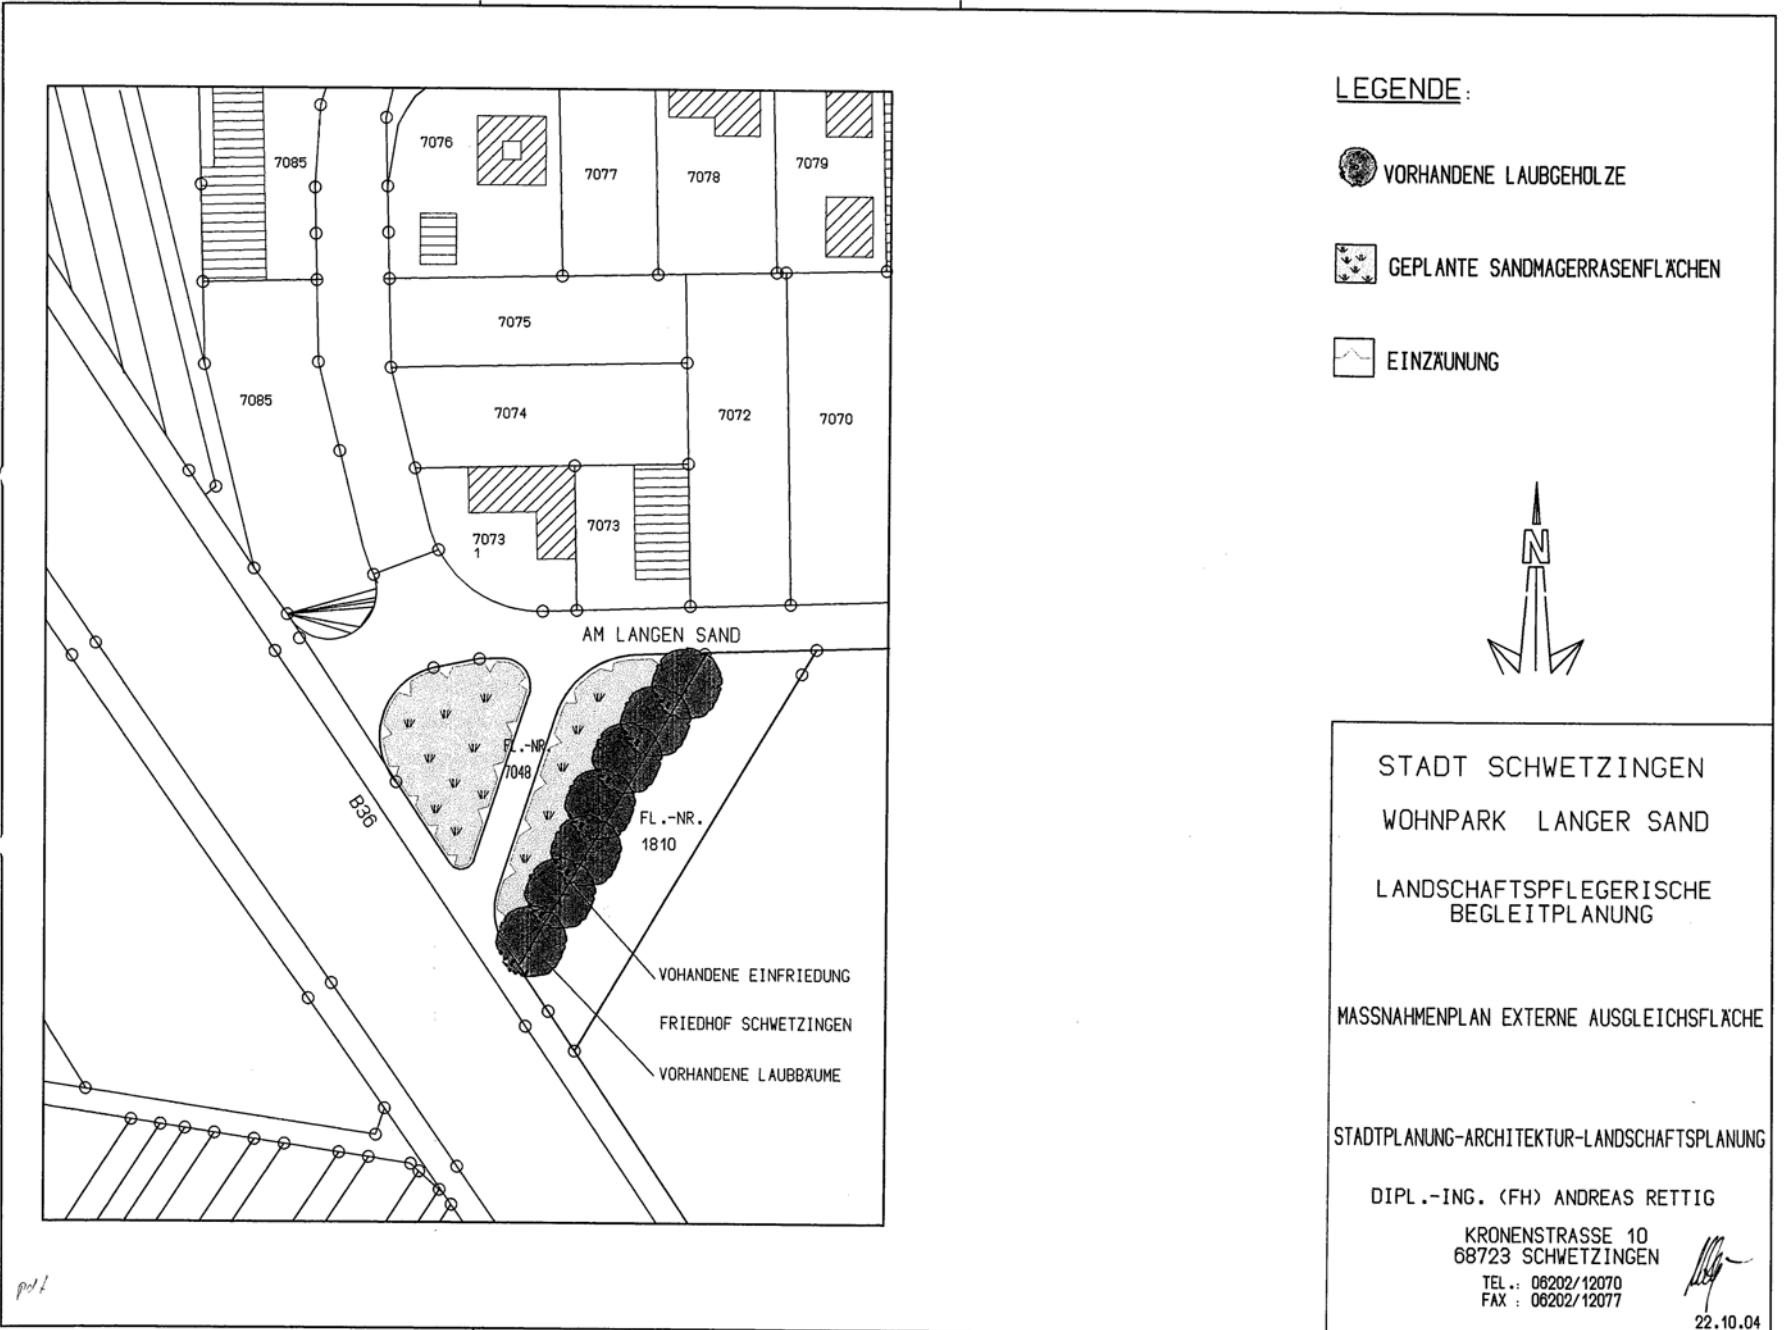 7085
7076
7077
7078
7079
7075
7085
7074
7072
7070
7073
1
7073
AM LANGEN SAND
FL.-NR.
7048
B36
FL.-NR.
1810
VOHANDENE EINFRIEDUNG
FRIEDHOF SCHWETZINGEN
VORHANDENE LAUBBÄUME
LEGENDE:
VORHANDENE LAUBGEHÖLZE
GEPLANTE SANDMAGERRASENFLÄCHEN
EINZÄUNUNG
N
STADT SCHWETZINGEN
WOHNPARK LANGER SAND
LANDSCHAFTSPFLEGERISCHE
BEGLEITPLANUNG
MASSNAHMENPLAN EXTERNE AUSGLEICHSFLÄCHE
STADTPLANUNG-ARCHITEKTUR-LANDSCHAFTSPLANUNG
DIPL.-ING. (FH) ANDREAS RETTIG
KRONENSTRASSE 10
68723 SCHWETZINGEN
TEL.: 06202/12070
FAX : 06202/12077
22.10.04